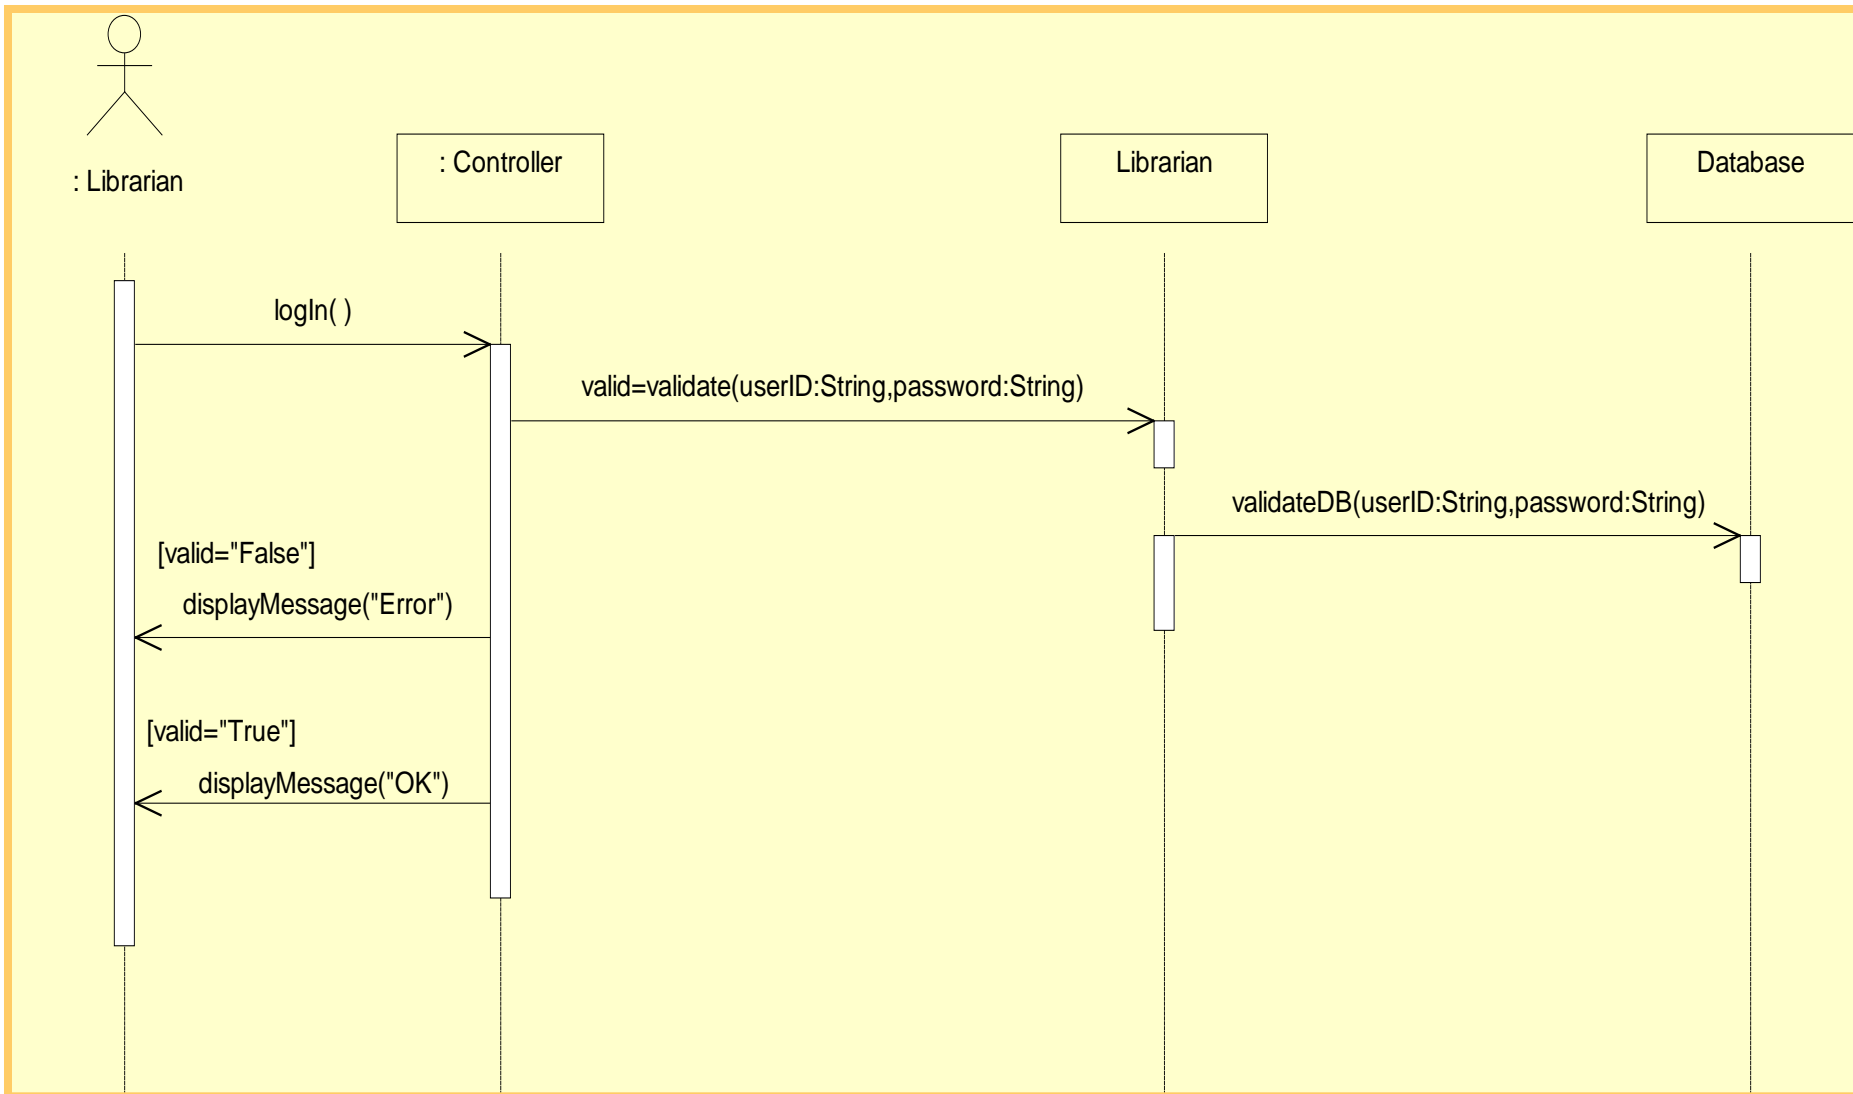 : Librarian
: Controller
Librarian
Database
logIn( )
valid=validate(userID:String,password:String)
validateDB(userID:String,password:String)
[valid="False"]
displayMessage("Error")
[valid="True"]
displayMessage("OK")